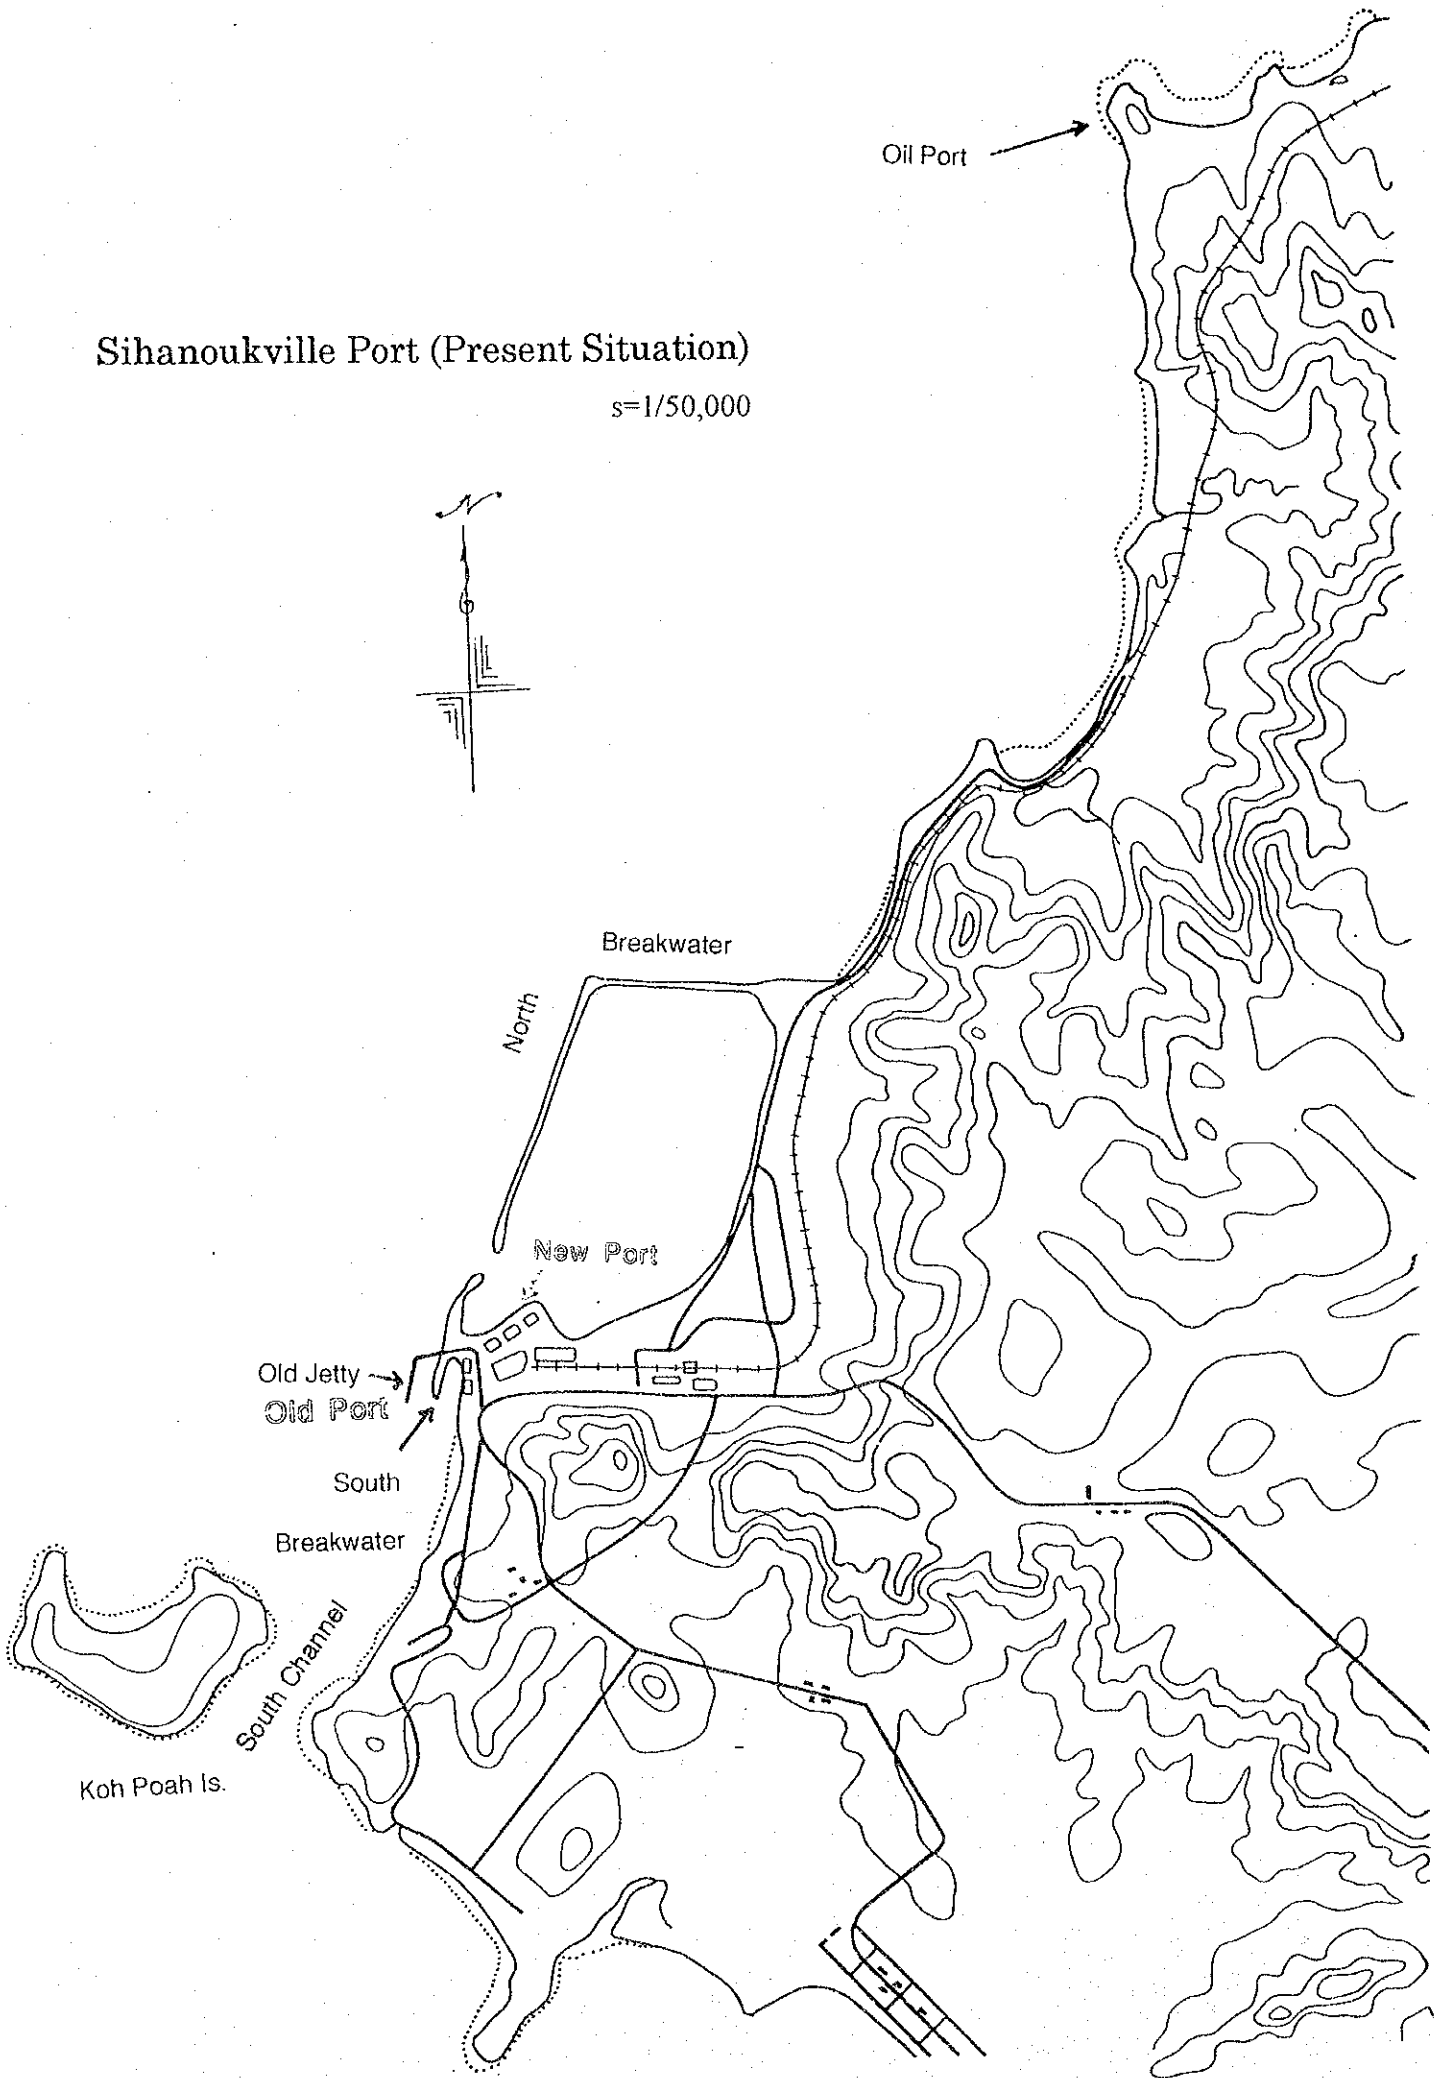 Oil Port
Sihanoukville Port (Present Situation)
s=1/50,000
N
Breakwater
North
New Port
Old Jetty
Old Port
South
Breakwater
South Channel
Koh Poah Is.